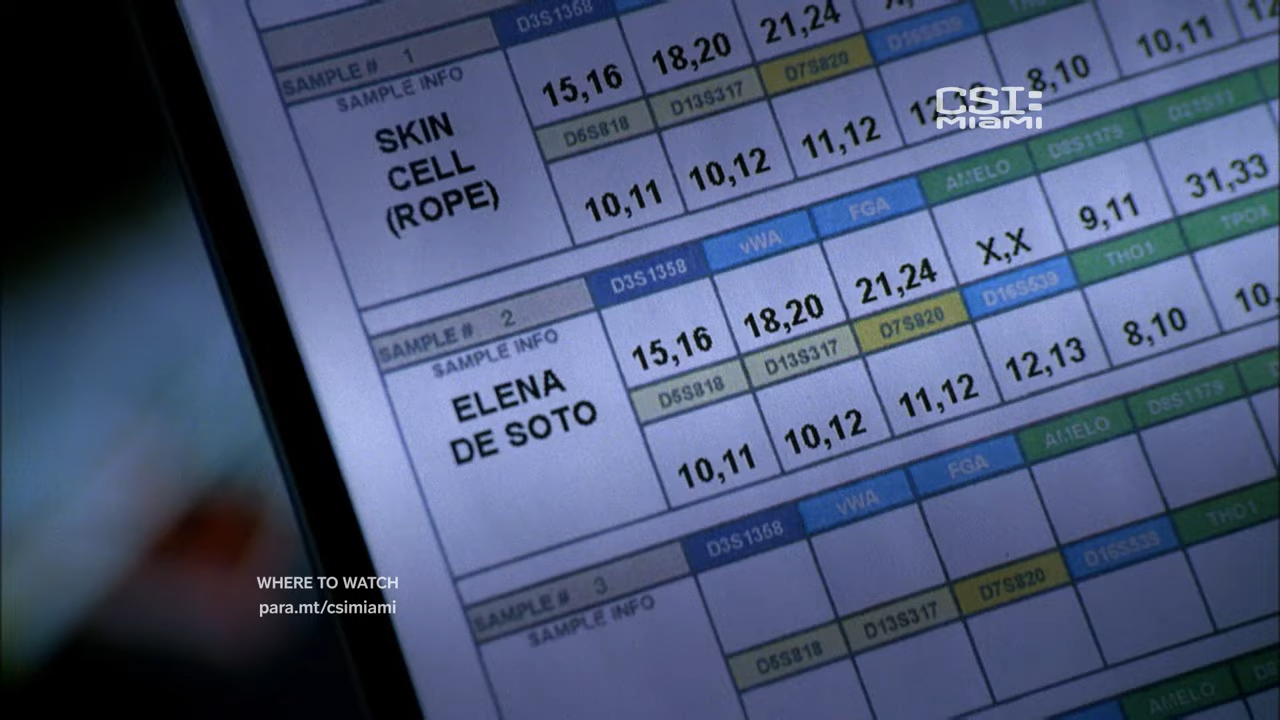 D3S1358
SAMPLE # 1
SAMPLE INFO
SKIN
CELL
(ROPE)
15,16 18,20 21,24
D5S818 D13S317 D7S820 D16S539
10,11 10,12 11,12 8,10 10,11
CSI:
MIAMI
SAMPLE # 2
SAMPLE INFO
ELENA
DE SOTO
D3S1358 vWA FGA AMELO D8S1179 D21S11
15,16 18,20 21,24 X,X 9,11 31,33
D5S818 D13S317 D7S820 D16S539 THO1 TPOX
10,11 10,12 11,12 12,13 8,10 10,
SAMPLE # 3
SAMPLE INFO
D3S1358 vWA FGA AMELO D8S1179
D5S818 D13S317 D7S820 D16S539 THO1
AMELO
WHERE TO WATCH
para.mt/csimiami